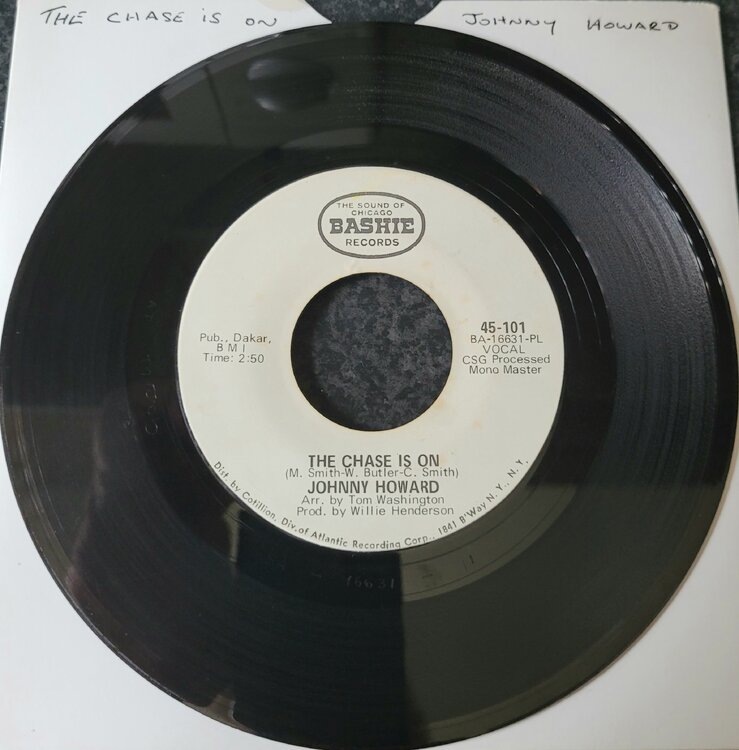 THE CHASE IS ON JOHNNY HOWARD
THE SOUND OF
CHICAGO
BASHIE
RECORDS
Pub., Dakar,
BMI
Time: 2:50
45-101
BA-16631-PL
VOCAL
CSG Processed
Mono Master
THE CHASE IS ON
(M. Smith-W. Butler-C. Smith)
JOHNNY HOWARD
Arr. by Tom Washington
Prod. by Willie Henderson
Dist. by Cotillion, Div. of Atlantic Recording Corp., 1841 B'Way N.Y., N.Y.
16631